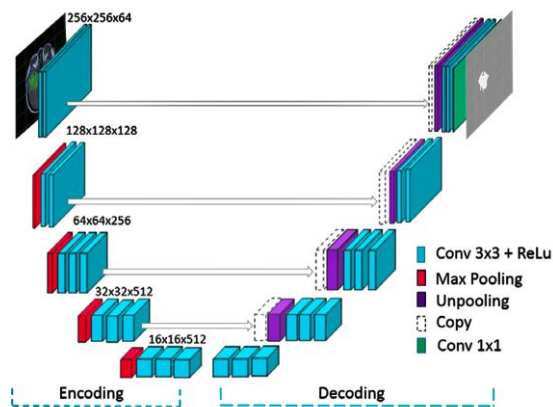 256x256x64
128x128x128
64x64x256
32x32x512
16x16x512
Conv 3x3 + ReLu
Max Pooling
Unpooling
Copy
Conv 1x1
Encoding
Decoding